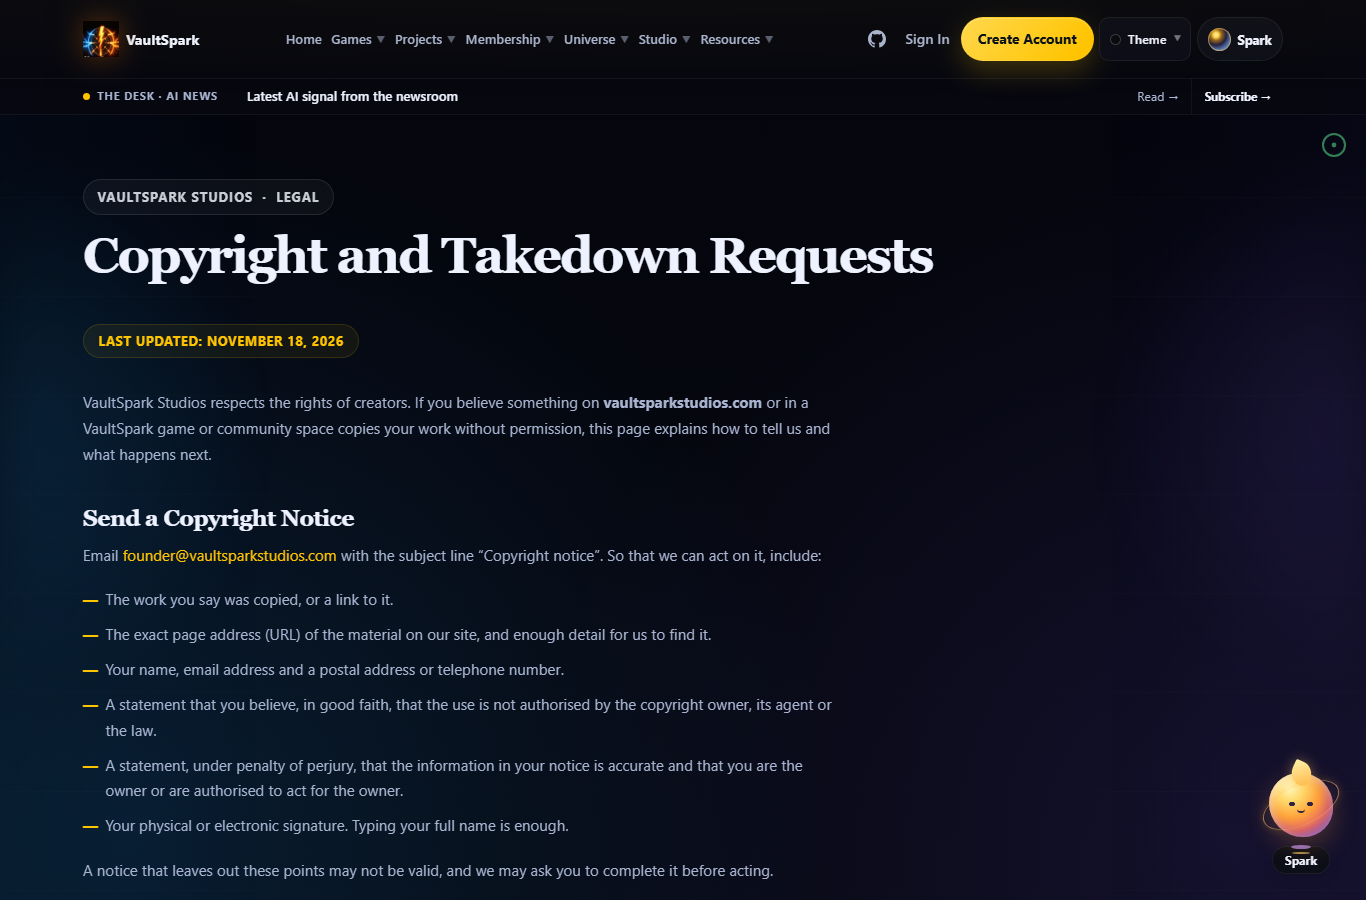 VaultSpark
Home Games Projects Membership Universe Studio Resources
Sign In
Create Account
Theme
Spark
THE DESK · AI NEWS
Latest AI signal from the newsroom
Read →
Subscribe →
VAULTSPARK STUDIOS · LEGAL
Copyright and Takedown Requests
LAST UPDATED: NOVEMBER 18, 2026
VaultSpark Studios respects the rights of creators. If you believe something on vaultsparkstudios.com or in a
VaultSpark game or community space copies your work without permission, this page explains how to tell us and
what happens next.
Send a Copyright Notice
Email founder@vaultsparkstudios.com with the subject line “Copyright notice”. So that we can act on it, include:
— The work you say was copied, or a link to it.
— The exact page address (URL) of the material on our site, and enough detail for us to find it.
— Your name, email address and a postal address or telephone number.
— A statement that you believe, in good faith, that the use is not authorised by the copyright owner, its agent or
the law.
— A statement, under penalty of perjury, that the information in your notice is accurate and that you are the
owner or are authorised to act for the owner.
— Your physical or electronic signature. Typing your full name is enough.
A notice that leaves out these points may not be valid, and we may ask you to complete it before acting.
Spark